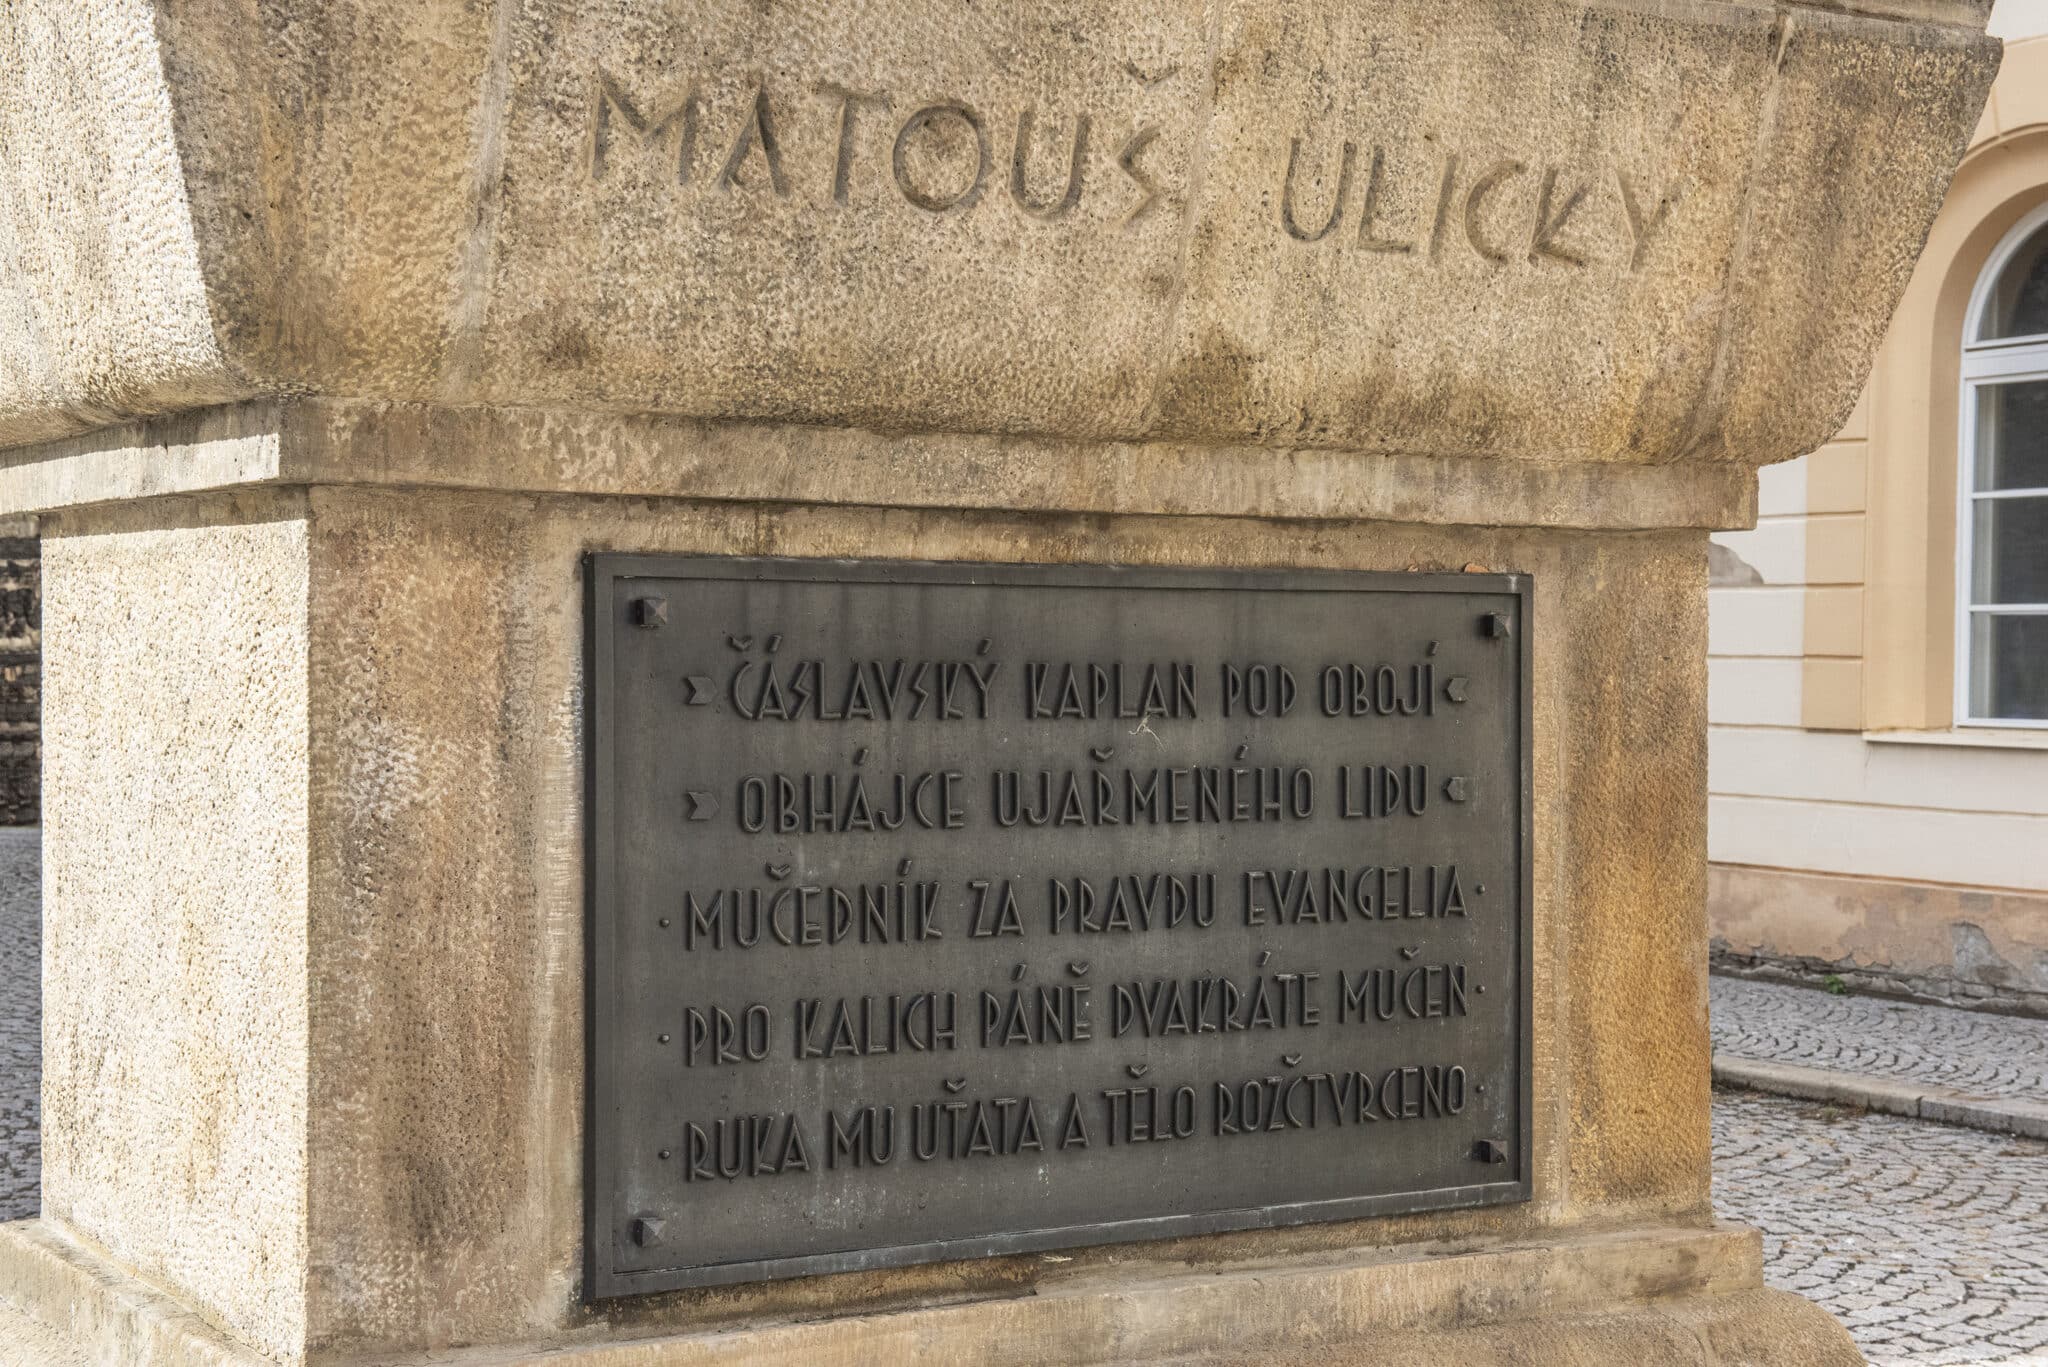 MATOUŠ ULICKY
ČÁSLAVSKÝ KAPLAN POD OBOJÍ
OBHÁJCE UJAŘMENÉHO LIDU
MUČEDNÍK ZA PRAVDU EVANGELIA
PRO KALICH PÁNĚ DVAKRÁTE MUČEN
RUKA MU UŤATA A TĚLO ROZČTVRCENO